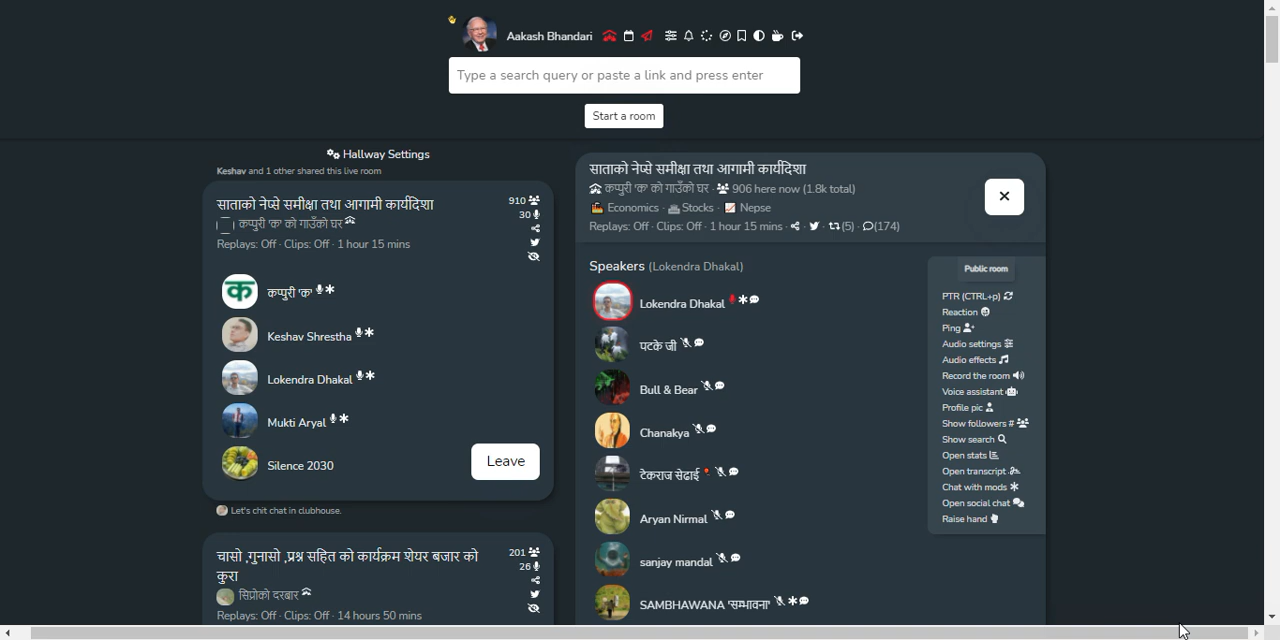 Aakash Bhandari
Type a search query or paste a link and press enter
Start a room
Hallway Settings
Keshav and 1 other shared this live room
साताको नेप्से समीक्षा तथा आगामी कार्यदिशा
910
कप्पुरी 'क' को गाउँको घर
30
Replays: Off · Clips: Off · 1 hour 15 mins
क
कप्पुरी 'क'
Keshav Shrestha
Lokendra Dhakal
Mukti Aryal
Silence 2030
Leave
Let's chit chat in clubhouse.
चासो ,गुनासो ,प्रश्न सहित को कार्यक्रम शेयर बजार को
कुरा
201
26
सिप्रोको दरबार
Replays: Off · Clips: Off · 14 hours 50 mins
साताको नेप्से समीक्षा तथा आगामी कार्यदिशा
कप्पुरी 'क' को गाउँको घर · 906 here now (1.8k total)
Economics · Stocks · Nepse
Replays: Off · Clips: Off · 1 hour 15 mins · · · (5) · (174)
Speakers (Lokendra Dhakal)
Lokendra Dhakal
पटके जी
Bull & Bear
Chanakya
टेकराज सेढाई
Aryan Nirmal
sanjay mandal
SAMBHAWANA 'सम्भावना'
Public room
PTR (CTRL+p)
Reaction
Ping
Audio settings
Audio effects
Record the room
Voice assistant
Profile pic
Show followers #
Show search
Open stats
Open transcript
Chat with mods
Open social chat
Raise hand